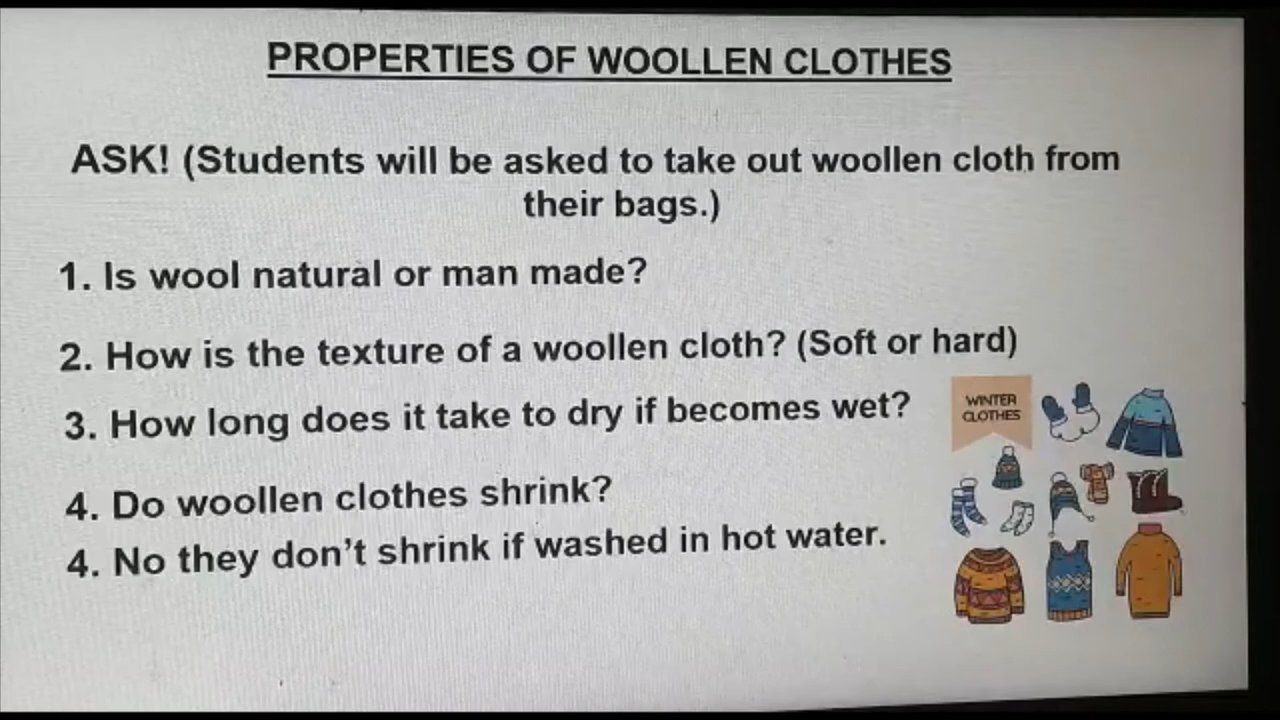 PROPERTIES OF WOOLLEN CLOTHES
ASK! (Students will be asked to take out woollen cloth from
their bags.)
1. Is wool natural or man made?
2. How is the texture of a woollen cloth? (Soft or hard)
3. How long does it take to dry if becomes wet?
4. Do woollen clothes shrink?
4. No they don't shrink if washed in hot water.
WINTER
CLOTHES